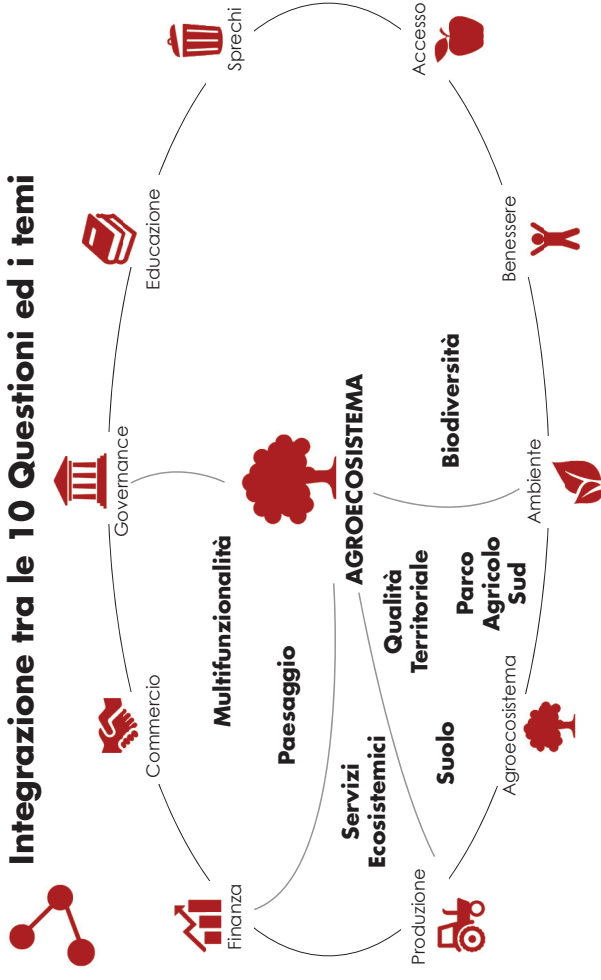 Integrazione tra le 10 Questioni ed i temi
Governance
Educazione
Sprechi
Accesso
Benessere
Ambiente
Agroecosistema
Produzione
Finanza
Commercio
AGROECOSISTEMA
Multifunzionalità
Paesaggio
Servizi
Ecosistemici
Suolo
Qualità
Territoriale
Parco
Agricolo
Sud
Biodiversità